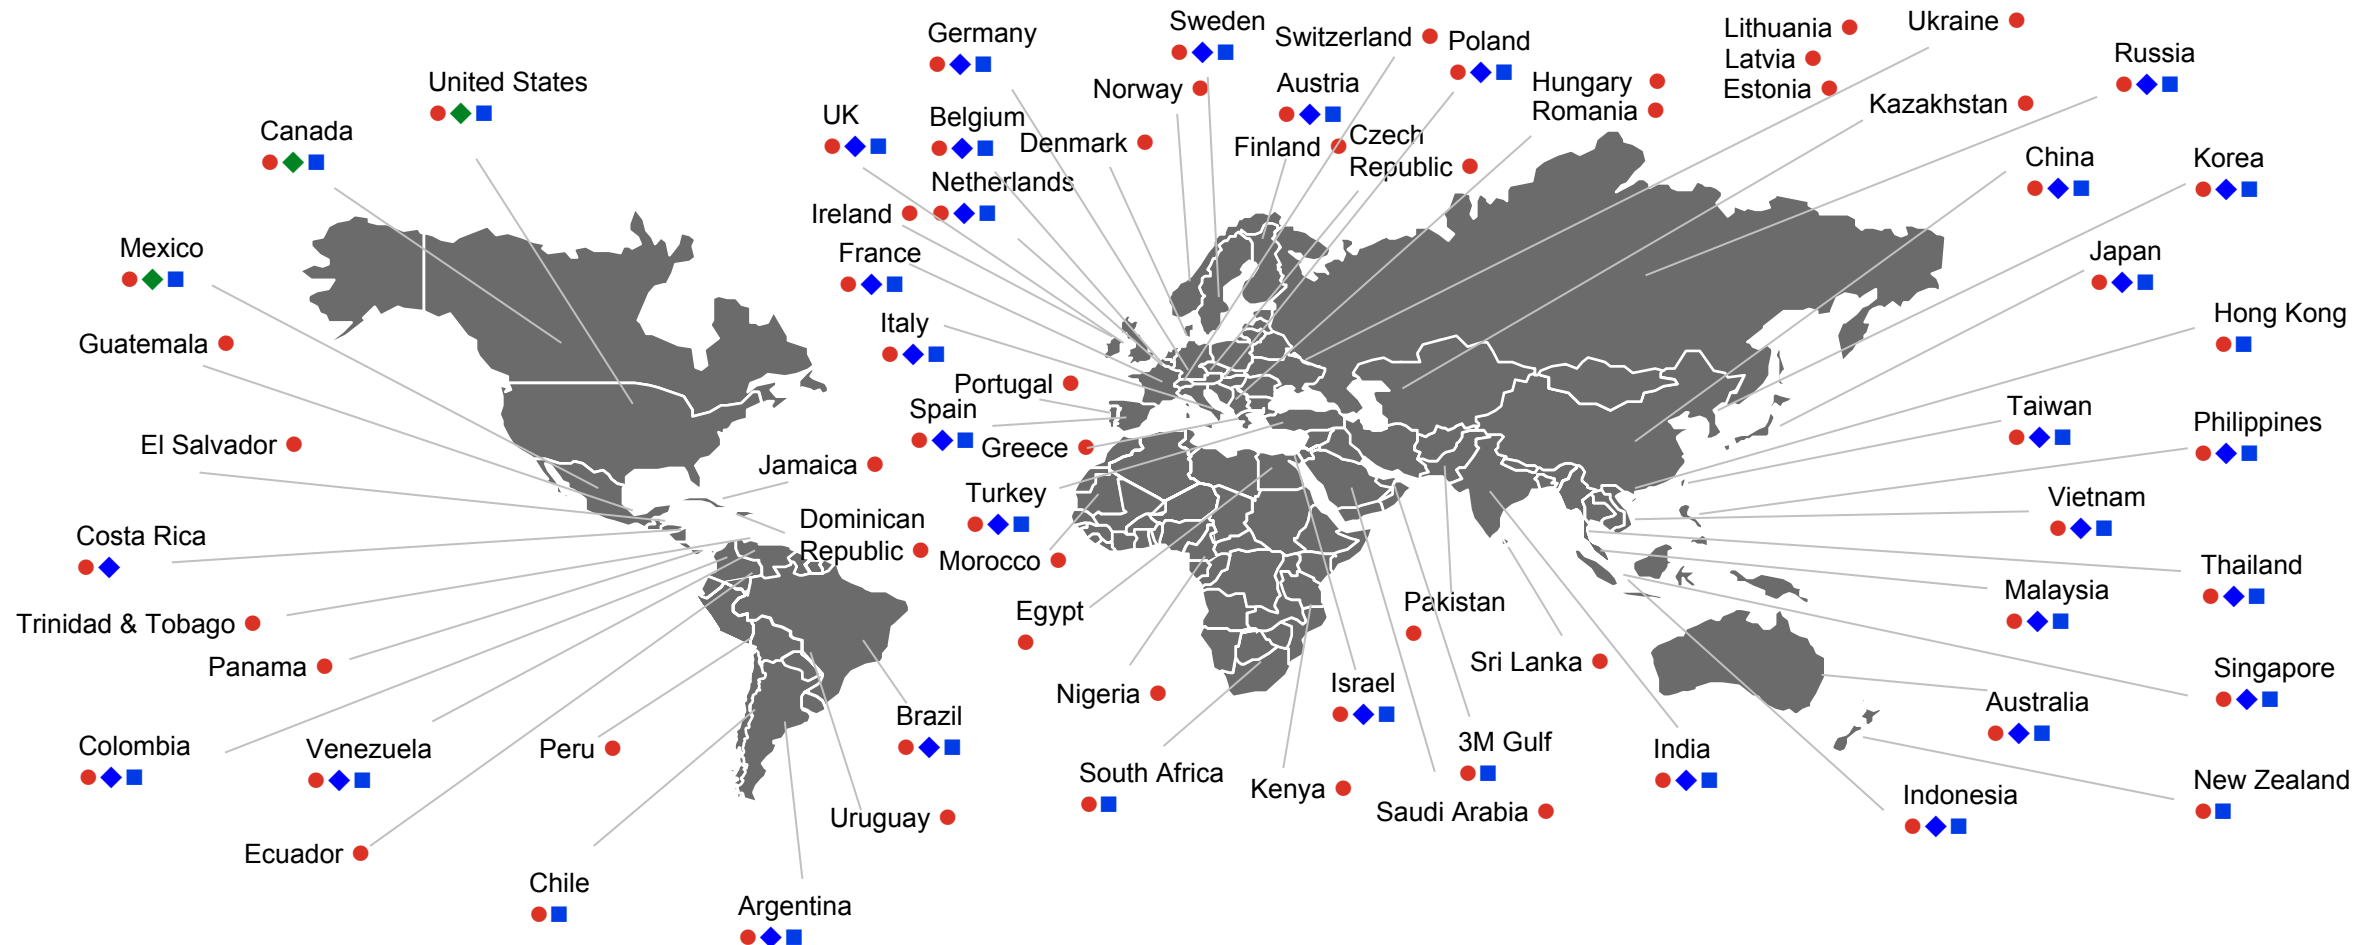 Sweden
Lithuania
Ukraine
Germany
Switzerland
Poland
Latvia
Russia
United States
Norway
Austria
Hungary
Estonia
Kazakhstan
Canada
UK
Belgium
Denmark
Finland
Czech
Republic
Romania
China
Korea
Netherlands
Ireland
Mexico
France
Japan
Guatemala
Italy
Hong Kong
Portugal
Spain
Taiwan
Philippines
El Salvador
Jamaica
Greece
Turkey
Vietnam
Costa Rica
Dominican
Republic
Morocco
Thailand
Trinidad & Tobago
Egypt
Pakistan
Malaysia
Panama
Nigeria
Sri Lanka
Singapore
Israel
Australia
Colombia
Venezuela
Peru
Brazil
3M Gulf
India
South Africa
Kenya
New Zealand
Indonesia
Uruguay
Saudi Arabia
Ecuador
Chile
Argentina